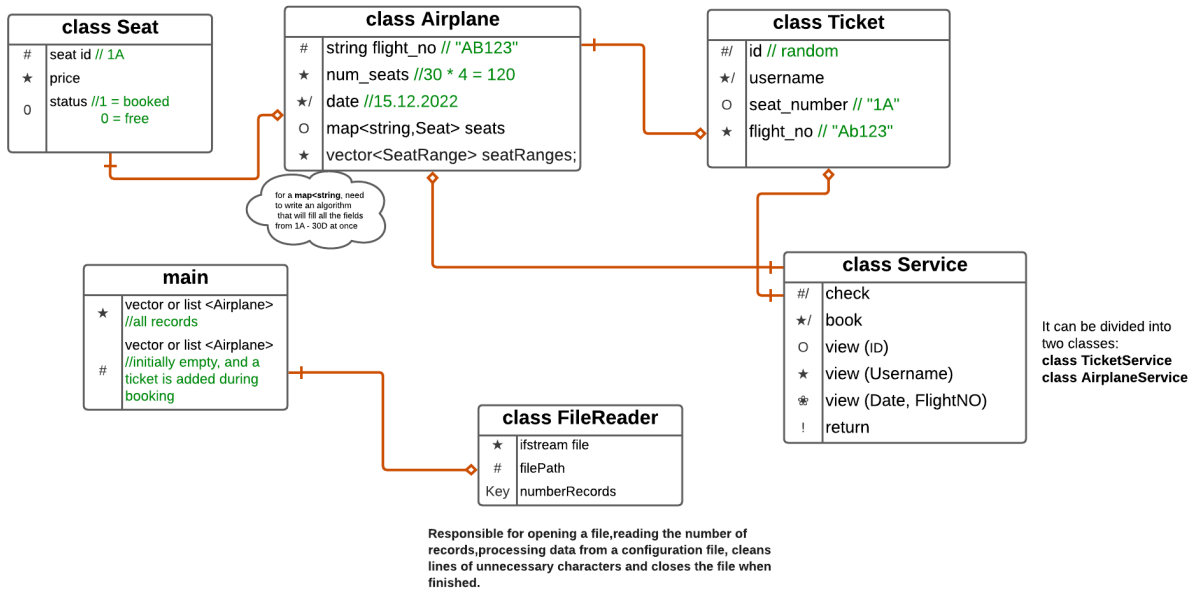 class Seat
# seat id // 1A
★ price
0 status //1 = booked
0 = free
class Airplane
# string flight_no // "AB123"
★ num_seats //30 * 4 = 120
★/ date //15.12.2022
O map<string,Seat> seats
★ vector<SeatRange> seatRanges;
for a map<string, need
to write an algorithm
that will fill all the fields
from 1A - 30D at once
class Ticket
#/ id // random
★/ username
O seat_number // "1A"
★ flight_no // "Ab123"
main
★ vector or list <Airplane>
//all records
# vector or list <Airplane>
//initially empty, and a
ticket is added during
booking
class Service
#/ check
★/ book
O view (ID)
★ view (Username)
❀ view (Date, FlightNO)
! return
It can be divided into
two classes:
class TicketService
class AirplaneService
class FileReader
★ ifstream file
# filePath
Key numberRecords
Responsible for opening a file,reading the number of
records,processing data from a configuration file, cleans
lines of unnecessary characters and closes the file when
finished.